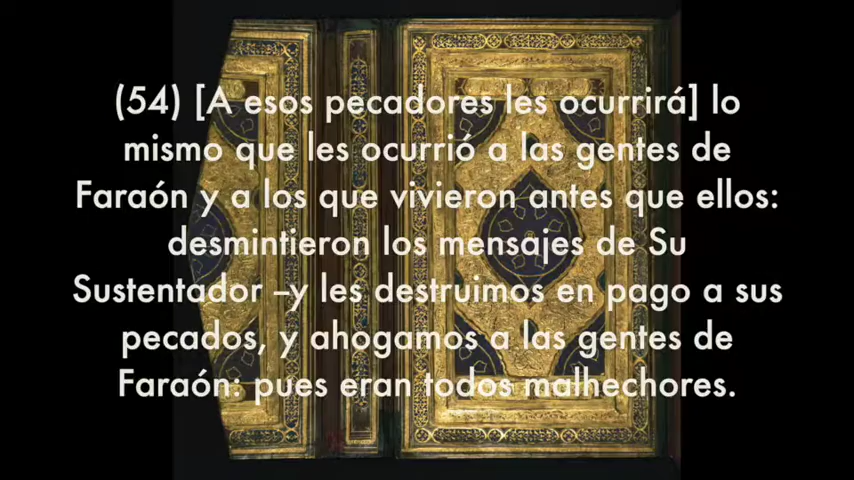 (54) [A esos pecadores les ocurrirá] lo
mismo que les ocurrió a las gentes de
Faraón y a los que vivieron antes que ellos:
desmintieron los mensajes de Su
Sustentador –y les destruimos en pago a sus
pecados, y ahogamos a las gentes de
Faraón: pues eran todos malhechores.